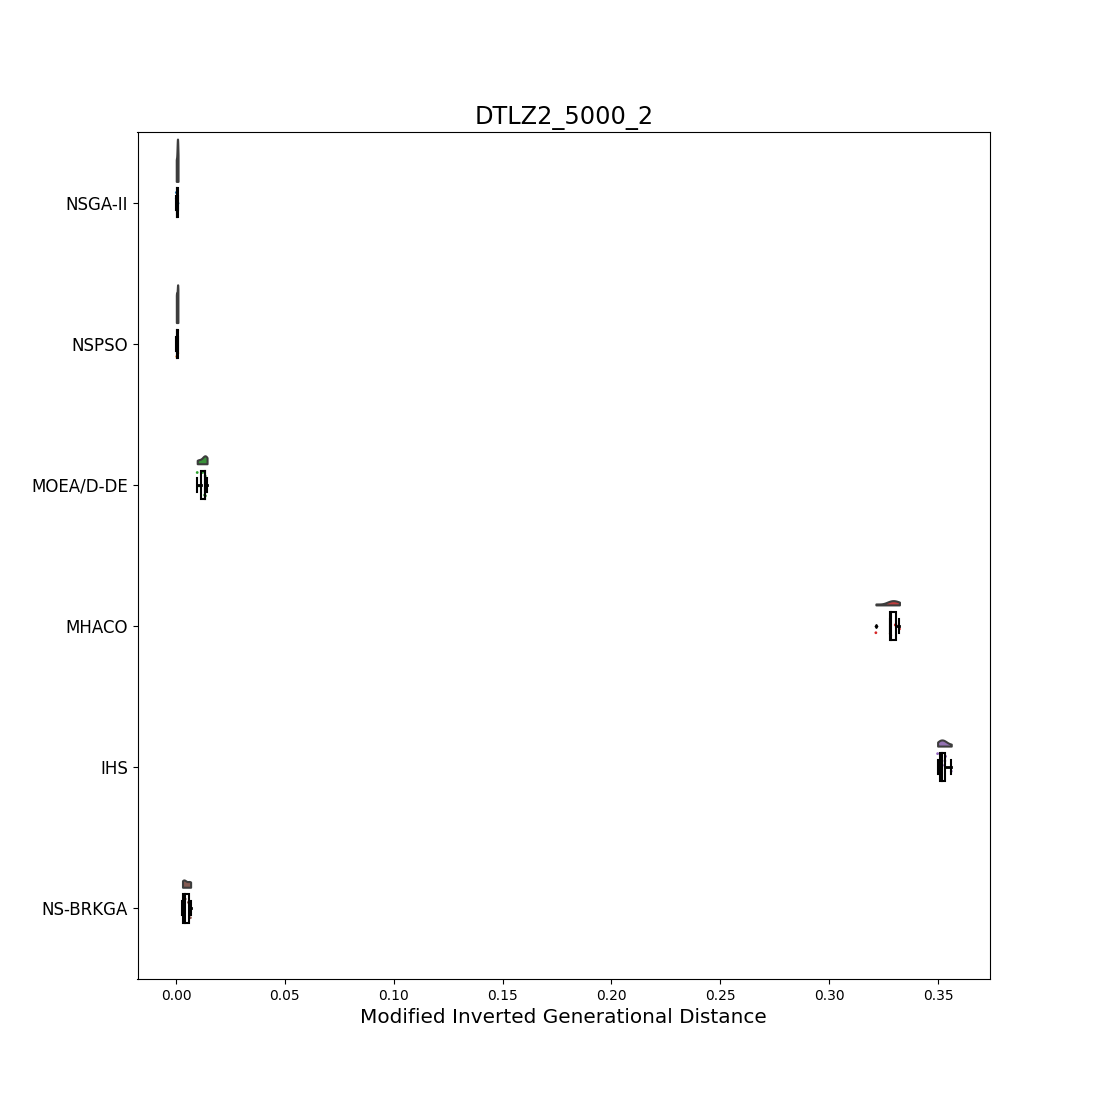 DTLZ2_5000_2
NSGA-II
NSPSO
MOEA/D-DE
MHACO
IHS
NS-BRKGA
0.00 0.05 0.10 0.15 0.20 0.25 0.30 0.35
Modified Inverted Generational Distance